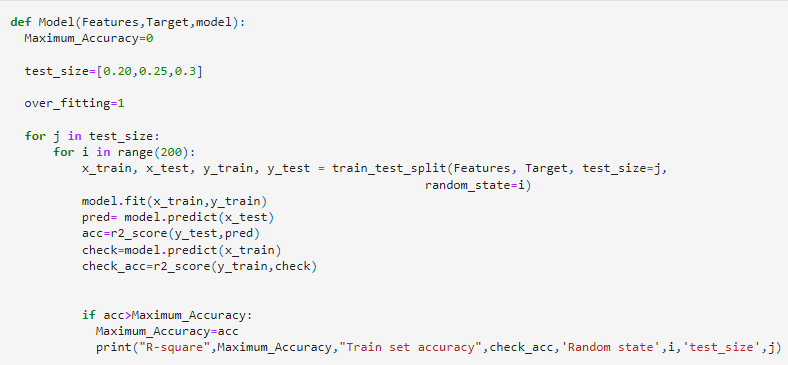 def Model(Features,Target,model):
  Maximum_Accuracy=0
  test_size=[0.20,0.25,0.3]
  over_fitting=1
  for j in test_size:
      for i in range(200):
          x_train, x_test, y_train, y_test = train_test_split(Features, Target, test_size=j,
                                                          random_state=i)
          model.fit(x_train,y_train)
          pred= model.predict(x_test)
          acc=r2_score(y_test,pred)
          check=model.predict(x_train)
          check_acc=r2_score(y_train,check)
          if acc>Maximum_Accuracy:
            Maximum_Accuracy=acc
            print("R-square",Maximum_Accuracy,"Train set accuracy",check_acc,'Random state',i,'test_size',j)